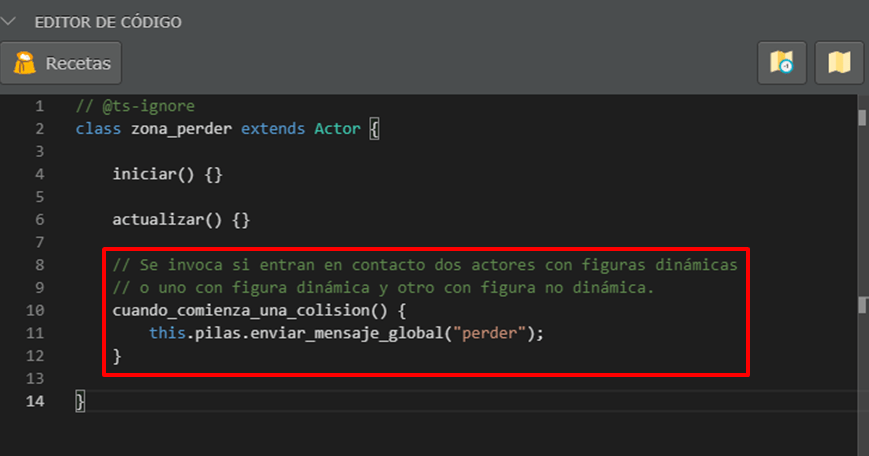 EDITOR DE CÓDIGO
Recetas
1 // @ts-ignore
2 class zona_perder extends Actor {
3
4 iniciar() {}
5
6 actualizar() {}
7
8 // Se invoca si entran en contacto dos actores con figuras dinámicas
9 // o uno con figura dinámica y otro con figura no dinámica.
10 cuando_comienza_una_colision() {
11 this.pilas.enviar_mensaje_global("perder");
12 }
13
14 }